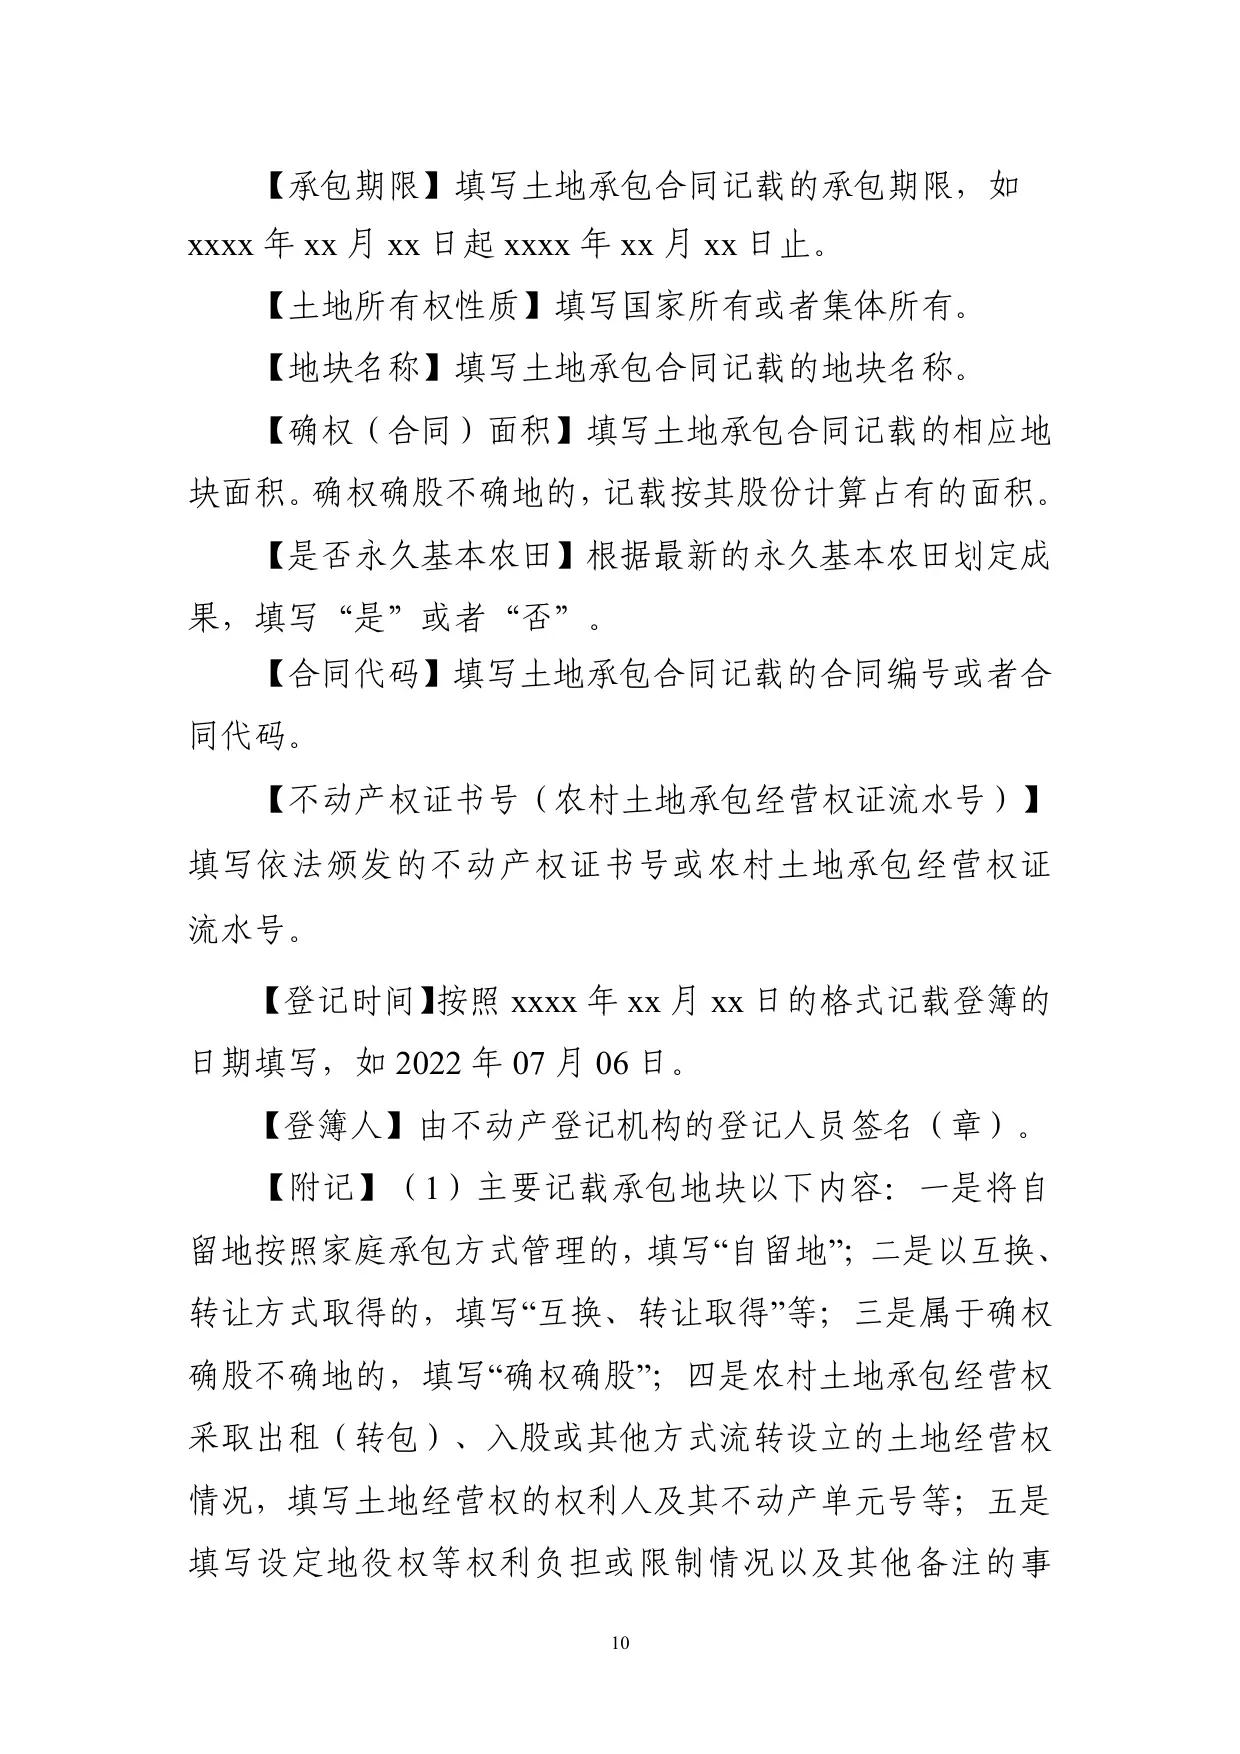 【承包期限】填写土地承包合同记载的承包期限，如
xxxx 年 xx 月 xx 日起 xxxx 年 xx 月 xx 日止。
【土地所有权性质】填写国家所有或者集体所有。
【地块名称】填写土地承包合同记载的地块名称。
【确权（合同）面积】填写土地承包合同记载的相应地
块面积。确权确股不确地的，记载按其股份计算占有的面积。
【是否永久基本农田】根据最新的永久基本农田划定成
果，填写“是”或者“否”。
【合同代码】填写土地承包合同记载的合同编号或者合
同代码。
【不动产权证书号（农村土地承包经营权证流水号）】
填写依法颁发的不动产权证书号或农村土地承包经营权证
流水号。
【登记时间】按照 xxxx 年 xx 月 xx 日的格式记载登簿的
日期填写，如 2022 年 07 月 06 日。
【登簿人】由不动产登记机构的登记人员签名（章）。
【附记】（1）主要记载承包地块以下内容：一是将自
留地按照家庭承包方式管理的，填写“自留地”；二是以互换、
转让方式取得的，填写“互换、转让取得”等；三是属于确权
确股不确地的，填写“确权确股”；四是农村土地承包经营权
采取出租（转包）、入股或其他方式流转设立的土地经营权
情况，填写土地经营权的权利人及其不动产单元号等；五是
填写设定地役权等权利负担或限制情况以及其他备注的事
10